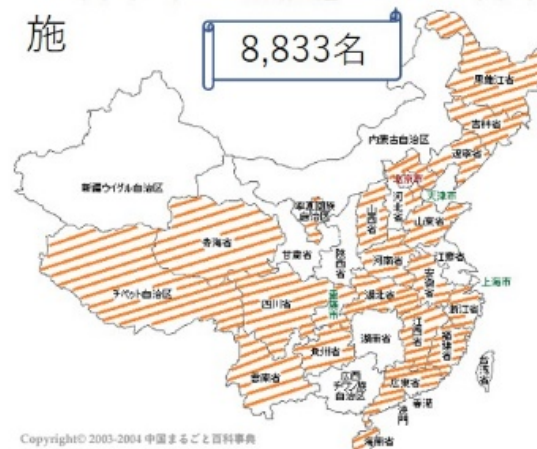 施
8,833名
黒龍江省
吉林省
遼寧省
内蒙古自治区
新疆ウイグル自治区
北京市
天津市
河北省
山西省
山東省
寧夏回族
自治区
青海省
甘粛省
陝西省
河南省
江蘇省
安徽省
上海市
チベット自治区
四川省
重慶市
湖北省
浙江省
江西省
湖南省
福建省
貴州省
雲南省
広西
チワン族
自治区
広東省
台湾省
香港
澳門
海南省
Copyright© 2003-2004 中国まるごと百科事典